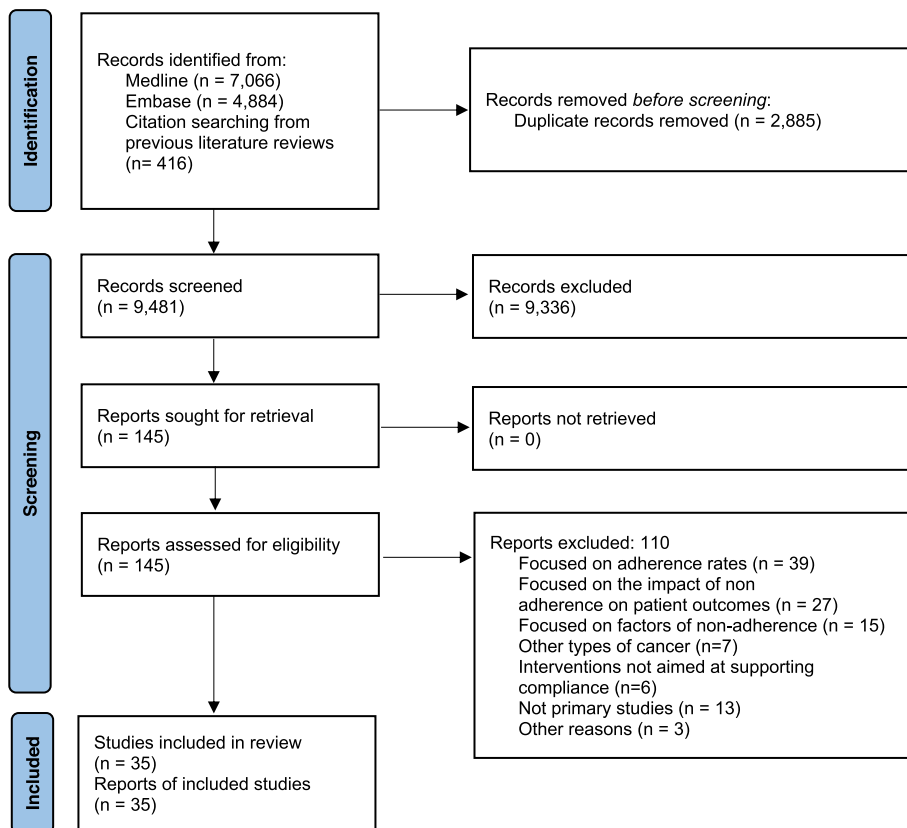 Identification
Records identified from:
Medline (n = 7,066)
Embase (n = 4,884)
Citation searching from
previous literature reviews
(n= 416)
Records removed before screening:
Duplicate records removed (n = 2,885)
Screening
Records screened
(n = 9,481)
Records excluded
(n = 9,336)
Reports sought for retrieval
(n = 145)
Reports not retrieved
(n = 0)
Reports assessed for eligibility
(n = 145)
Reports excluded: 110
Focused on adherence rates (n = 39)
Focused on the impact of non
adherence on patient outcomes (n = 27)
Focused on factors of non-adherence (n = 15)
Other types of cancer (n=7)
Interventions not aimed at supporting
compliance (n=6)
Not primary studies (n = 13)
Other reasons (n = 3)
Included
Studies included in review
(n = 35)
Reports of included studies
(n = 35)